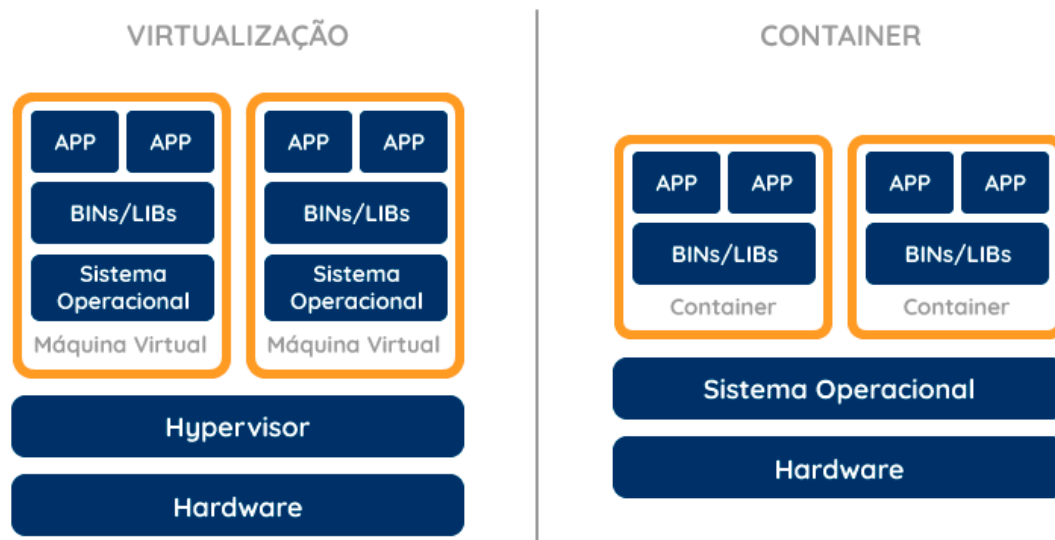 VIRTUALIZAÇÃO
APP APP
BINs/LIBs
Sistema
Operacional
Máquina Virtual
APP APP
BINs/LIBs
Sistema
Operacional
Máquina Virtual
Hypervisor
Hardware
CONTAINER
APP APP
BINs/LIBs
Container
APP APP
BINs/LIBs
Container
Sistema Operacional
Hardware